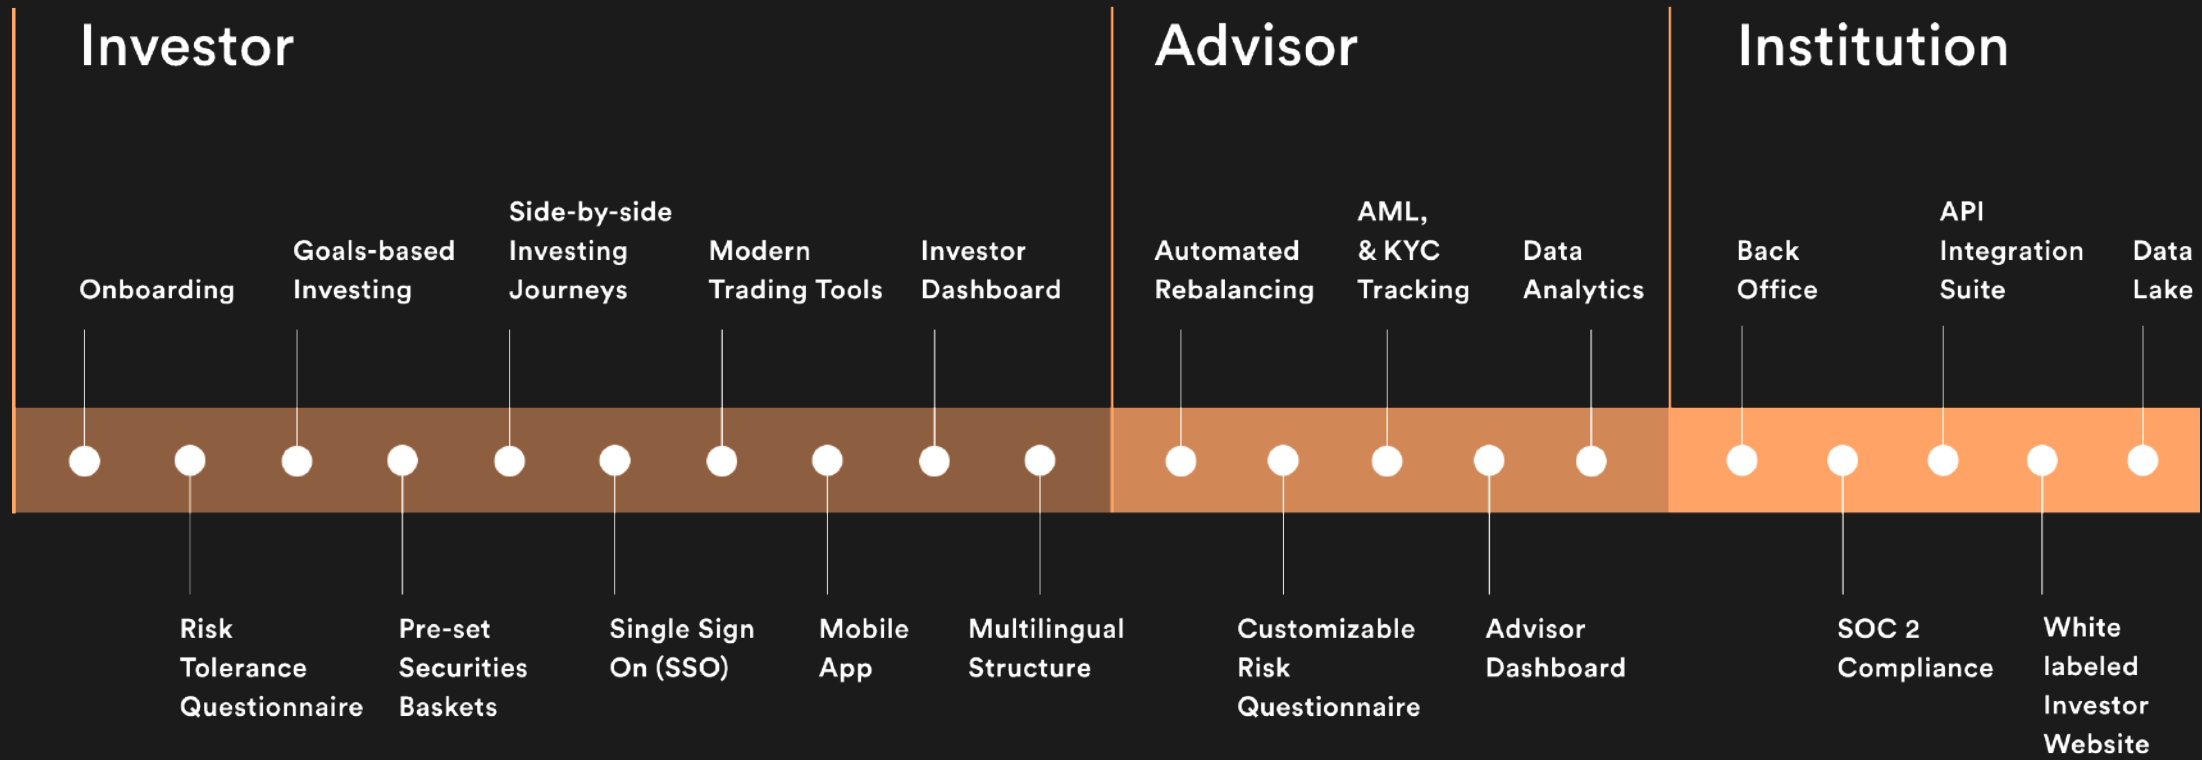 Investor
Advisor
Institution
Onboarding
Goals-based
Investing
Side-by-side
Investing
Journeys
Modern
Trading Tools
Investor
Dashboard
Automated
Rebalancing
AML,
& KYC
Tracking
Data
Analytics
Back
Office
API
Integration
Suite
Data
Lake
Risk
Tolerance
Questionnaire
Pre-set
Securities
Baskets
Single Sign
On (SSO)
Mobile
App
Multilingual
Structure
Customizable
Risk
Questionnaire
Advisor
Dashboard
SOC 2
Compliance
White
labeled
Investor
Website